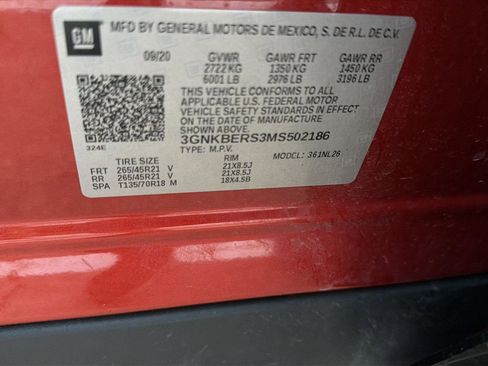 GM
MFD BY GENERAL MOTORS DE MEXICO, S. DE R.L. DE C.V.
09/20 GVWR GAWR FRT GAWR RR
2722 KG 1350 KG 1450 KG
6001 LB 2976 LB 3196 LB
THIS VEHICLE CONFORMS TO ALL
APPLICABLE U.S. FEDERAL MOTOR
VEHICLE SAFETY STANDARDS IN EFFECT
ON THE DATE OF MANUFACTURE
SHOWN ABOVE.
3GNKBERS3MS502186
324E TYPE: M.P.V. MODEL: 361NL26
TIRE SIZE RIM
FRT 265/45R21 V 21X8.5J
RR 265/45R21 V 21X8.5J
SPA T135/70R18 M 18X4.5B